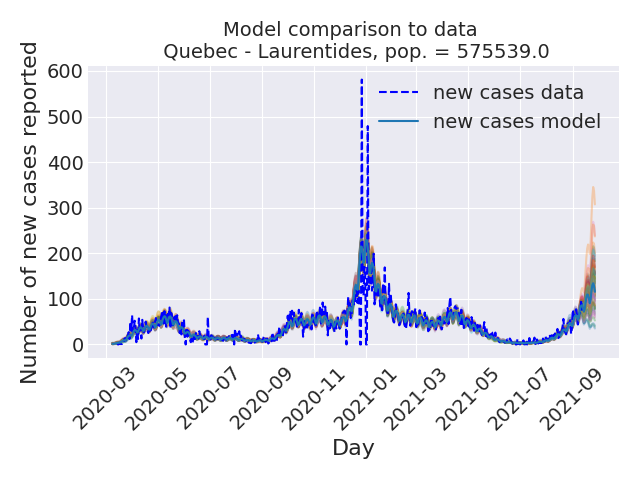 Model comparison to data
Quebec - Laurentides, pop. = 575539.0
Number of new cases reported
600
500
400
300
200
100
0
new cases data
new cases model
2020-03
2020-05
2020-07
2020-09
2020-11
2021-01
2021-03
2021-05
2021-07
2021-09
Day